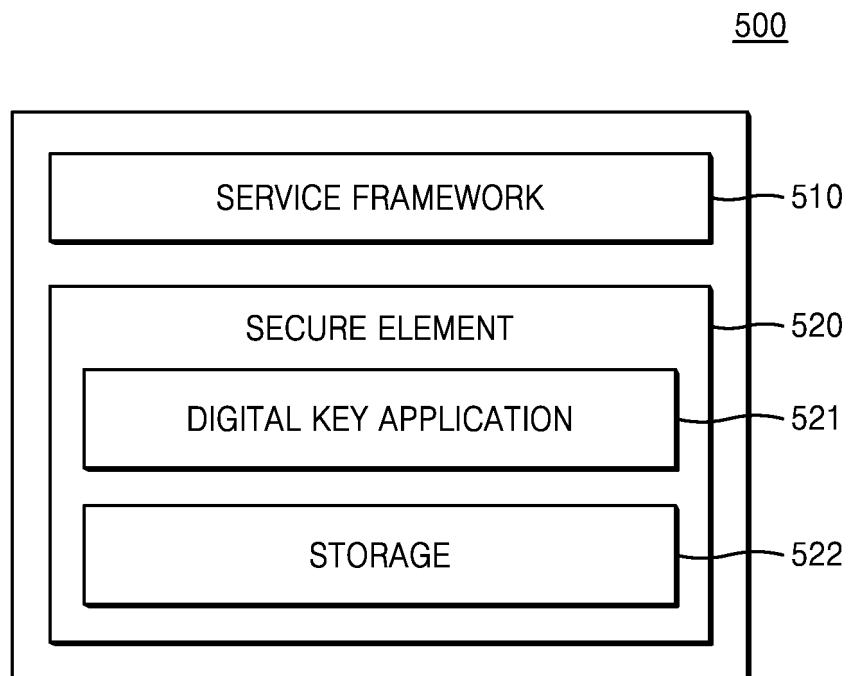 500
SERVICE FRAMEWORK
510
SECURE ELEMENT
520
DIGITAL KEY APPLICATION
521
STORAGE
522